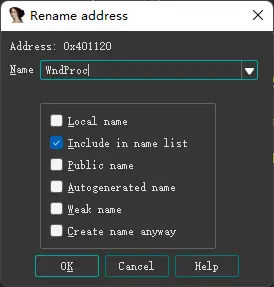 Rename address
Address: 0x401120
Name WndProc
Local name
Include in name list
Public name
Autogenerated name
Weak name
Create name anyway
OK Cancel Help